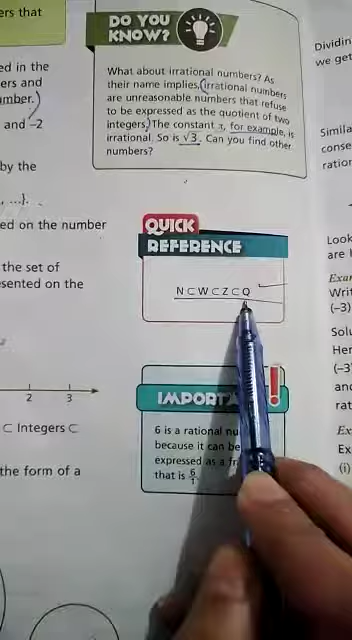 ers that
ed in the
ers and
umber.)
and –2
by the
, ...}.
ed on the number
the set of
sented on the
2 3
⊂ Integers ⊂
the form of a
DO YOU
KNOW?
What about irrational numbers? As
their name implies, (irrational numbers
are unreasonable numbers that refuse
to be expressed as the quotient of two
integers.) The constant π, for example, is
irrational. So is √3. Can you find other
numbers?
QUICK
REFERENCE
N ⊂ W ⊂ Z ⊂ Q
IMPORT
!
6 is a rational nu
because it can be
expressed as a fr
that is 6/1.
Dividin
we get
Simila
conse
ratior
Look
are
Exar
Writ
(–3)
Solu
Her
(–3
and
rat
Ex
Ex
(i)